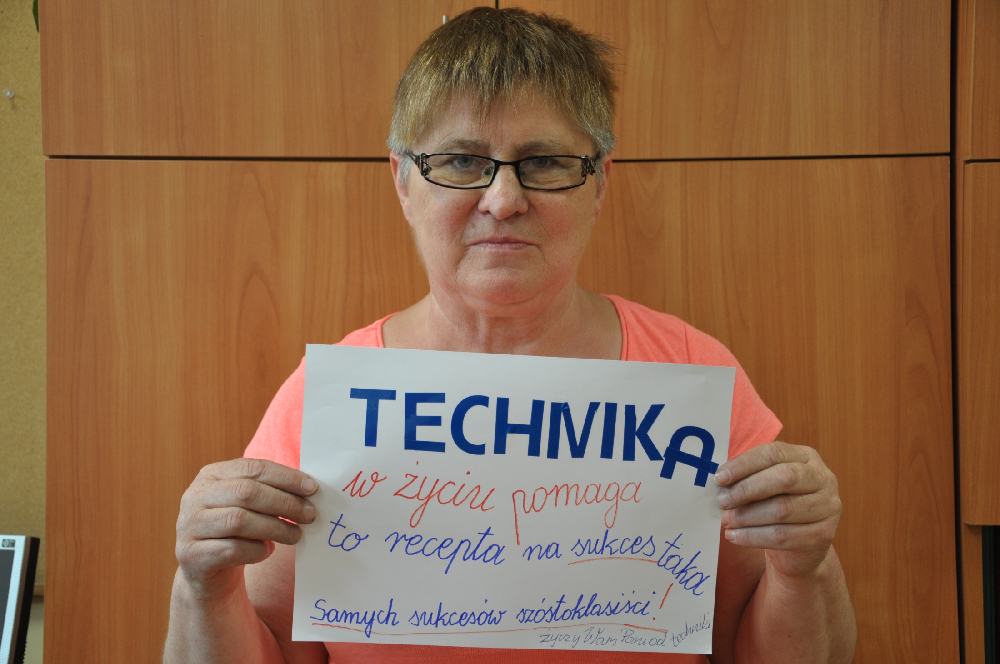 TECHNIKA
w życiu pomaga
to recepta na sukces taka
Samych sukcesów szóstoklasiści!
życzy Wam Pani od techniki